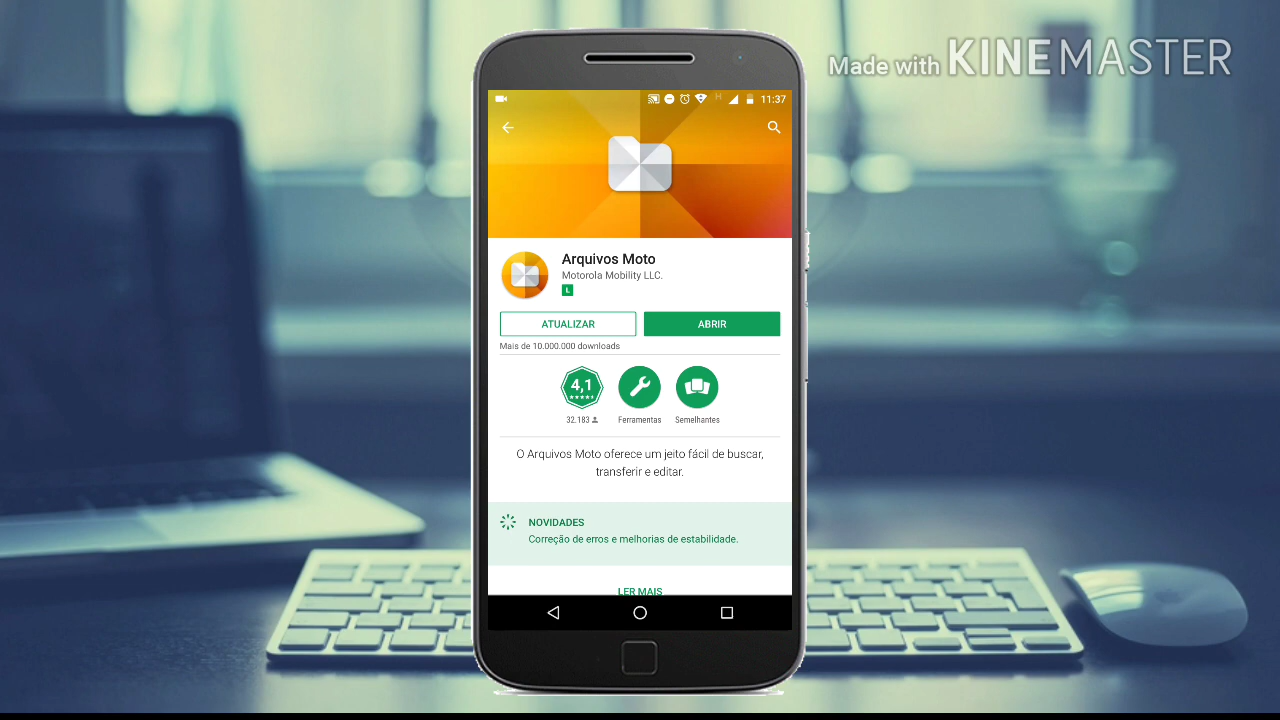 Made with KINEMASTER
H
11:37
Arquivos Moto
Motorola Mobility LLC.
L
ATUALIZAR
ABRIR
Mais de 10.000.000 downloads
4,1
32.183
Ferramentas
Semelhantes
O Arquivos Moto oferece um jeito fácil de buscar,
transferir e editar.
NOVIDADES
Correção de erros e melhorias de estabilidade.
LER MAIS